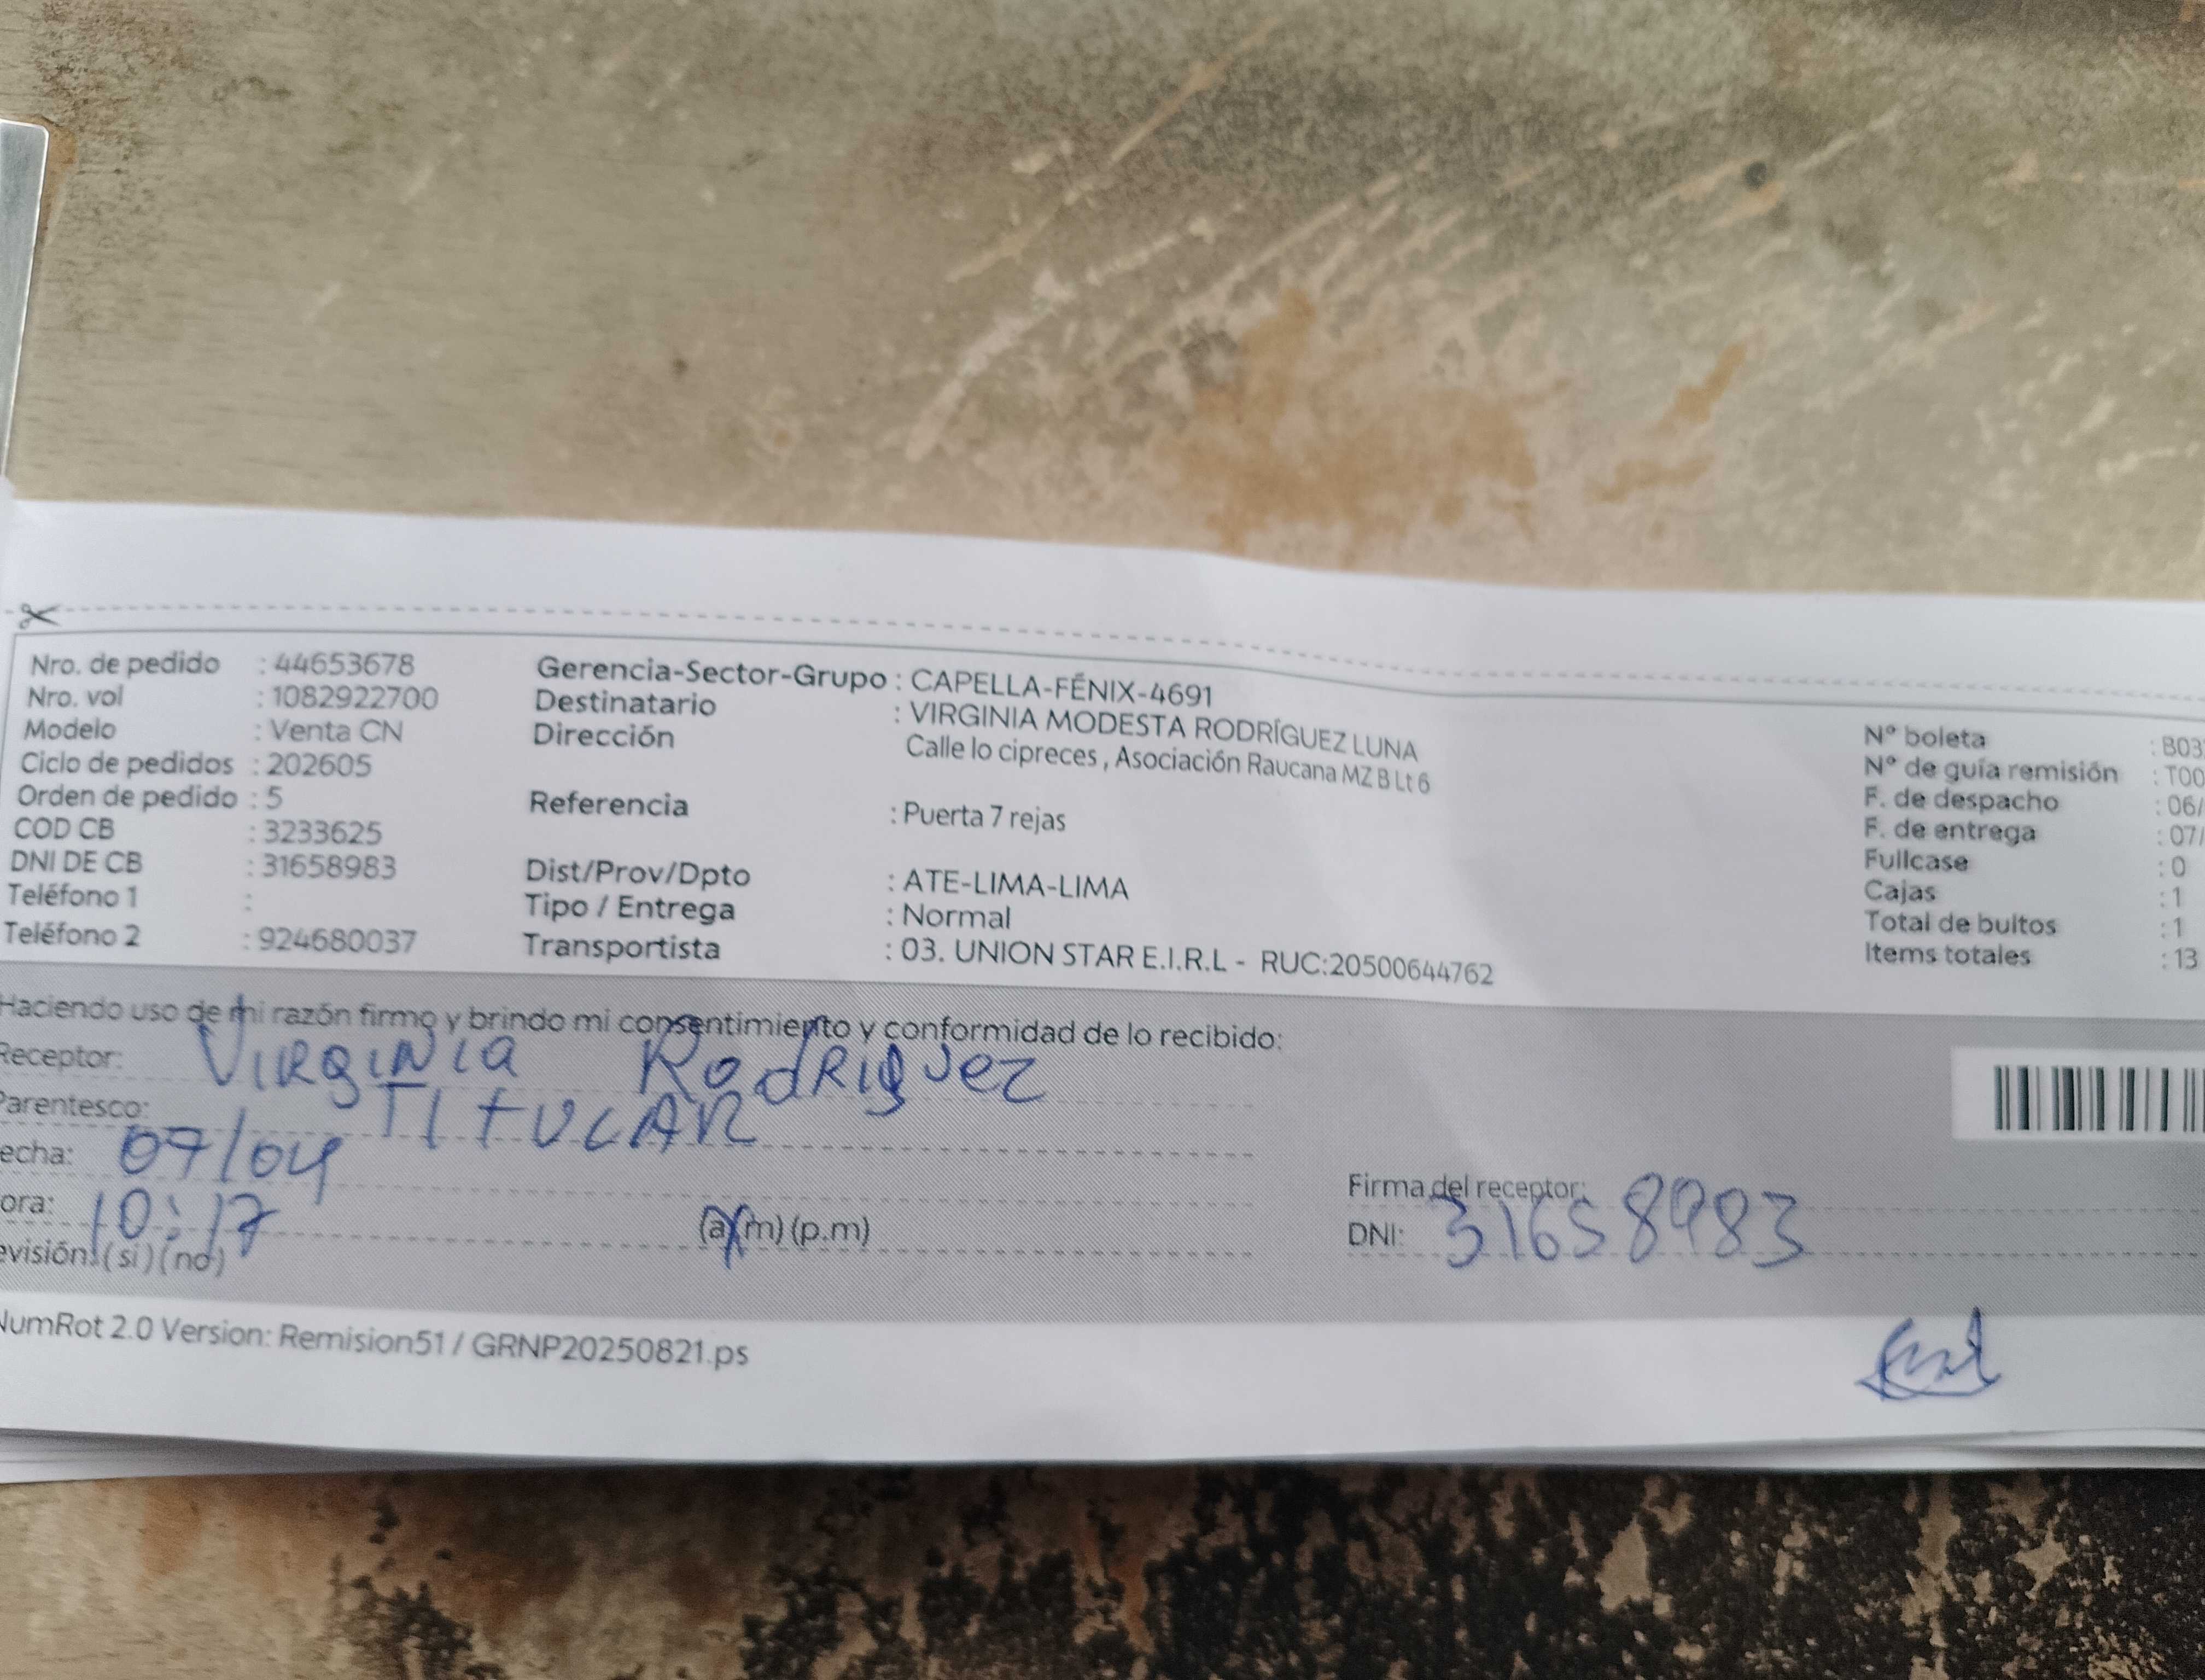 Nro. de pedido : 44653678
Nro. vol : 1082922700
Modelo : Venta CN
Ciclo de pedidos : 202605
Orden de pedido : 5
COD CB : 3233625
DNI DE CB : 31658983
Teléfono 1 :
Teléfono 2 : 924680037
Gerencia-Sector-Grupo : CAPELLA-FÉNIX-4691
Destinatario : VIRGINIA MODESTA RODRÍGUEZ LUNA
Dirección Calle lo cipreces , Asociación Raucana MZ B Lt 6
Referencia : Puerta 7 rejas
Dist/Prov/Dpto : ATE-LIMA-LIMA
Tipo / Entrega : Normal
Transportista : 03. UNION STAR E.I.R.L - RUC:20500644762
N° boleta : B03
N° de guía remisión : T00
F. de despacho : 06/
F. de entrega : 07/
Fullcase : 0
Cajas : 1
Total de bultos : 1
Items totales : 13
Haciendo uso de mi razón firmo y brindo mi consentimiento y conformidad de lo recibido:
Receptor: VIRGINIA RodRIguez
Parentesco: TITULAR
echa: 07/04
ora: 10:17 (a.m) (p.m)
evisión: (si) (no)
Firma del receptor:
DNI: 31658983
NumRot 2.0 Version: Remision51 / GRNP20250821.ps